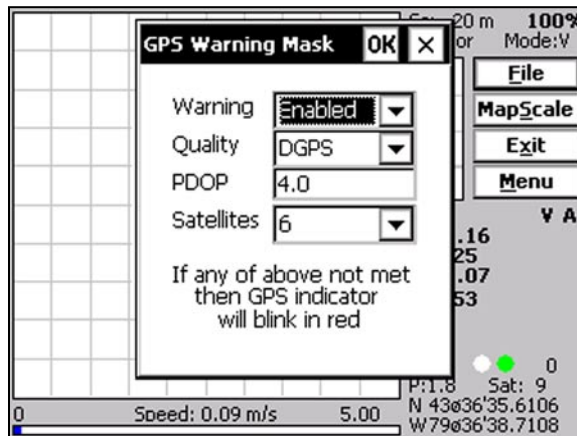 20 m 100%
or Mode:V
GPS Warning Mask OK ×
File
MapScale
Exit
Menu
Warning Enabled
Quality DGPS
PDOP 4.0
Satellites 6
If any of above not met
then GPS indicator
will blink in red
V A
.16
25
.07
53
0
P:1.8 Sat: 9
N 43ø36'35.6106
W79ø36'38.7108
0 Speed: 0.09 m/s 5.00